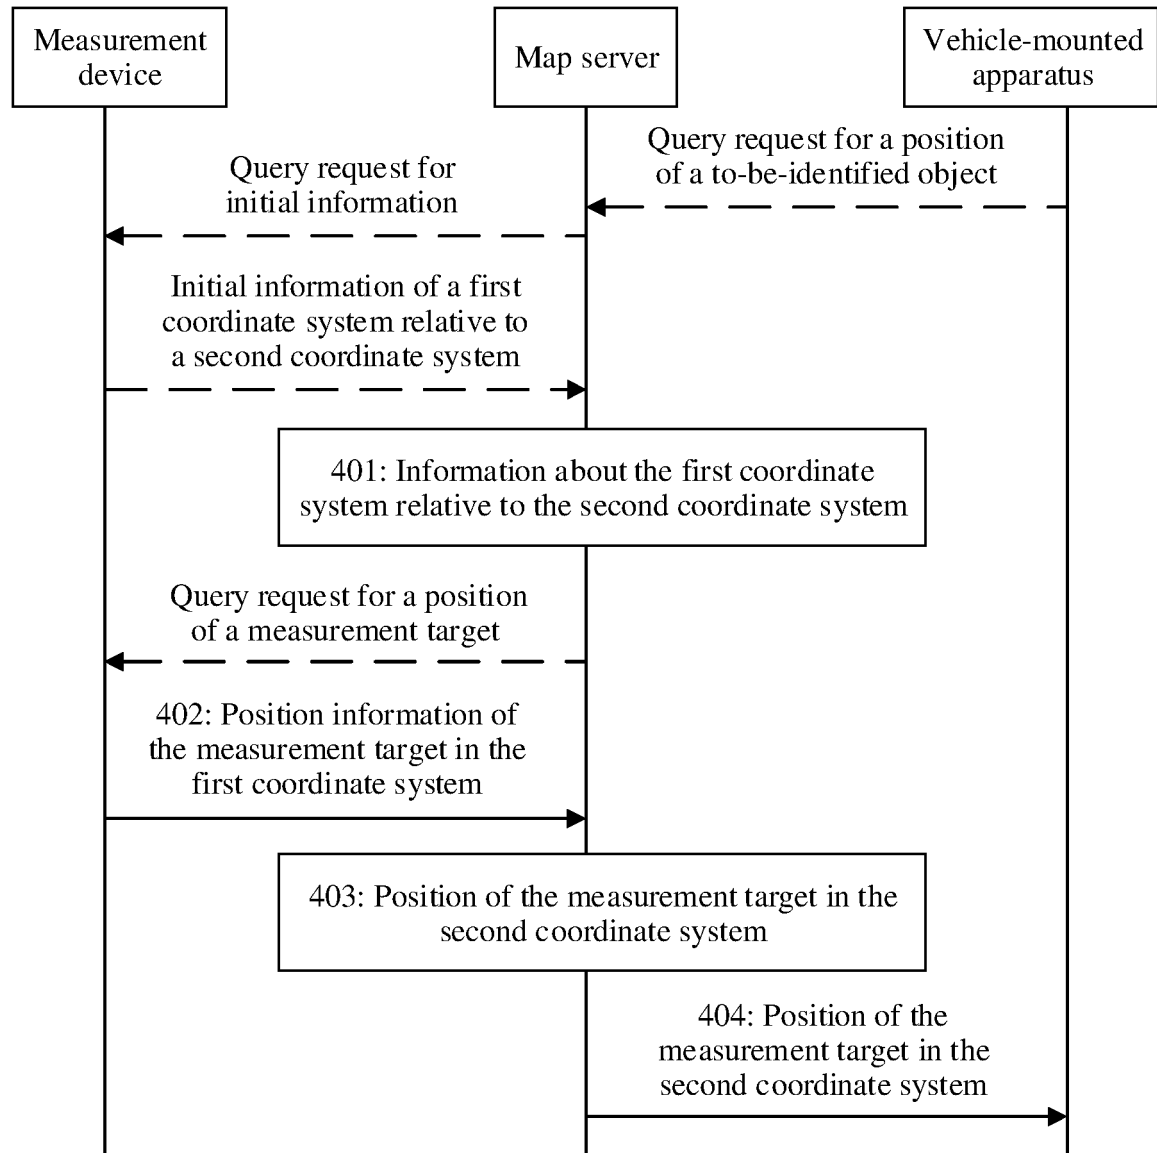 Measurement
device
Map server
Vehicle-mounted
apparatus
Query request for a position
of a to-be-identified object
Query request for
initial information
Initial information of a first
coordinate system relative to
a second coordinate system
401: Information about the first coordinate
system relative to the second coordinate system
Query request for a position
of a measurement target
402: Position information of
the measurement target in the
first coordinate system
403: Position of the measurement target in the
second coordinate system
404: Position of the
measurement target in the
second coordinate system